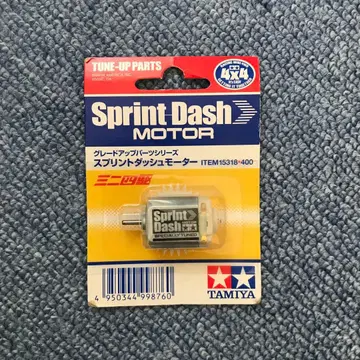 TUNE-UP PARTS
4x4
Sprint Dash
MOTOR
グレードアップパーツシリーズ
スプリントダッシュモーター ITEM15318★400
ミニ四駆
Sprint
Dash
SPECIALLY TUNED
4 950344 998760
TAMIYA